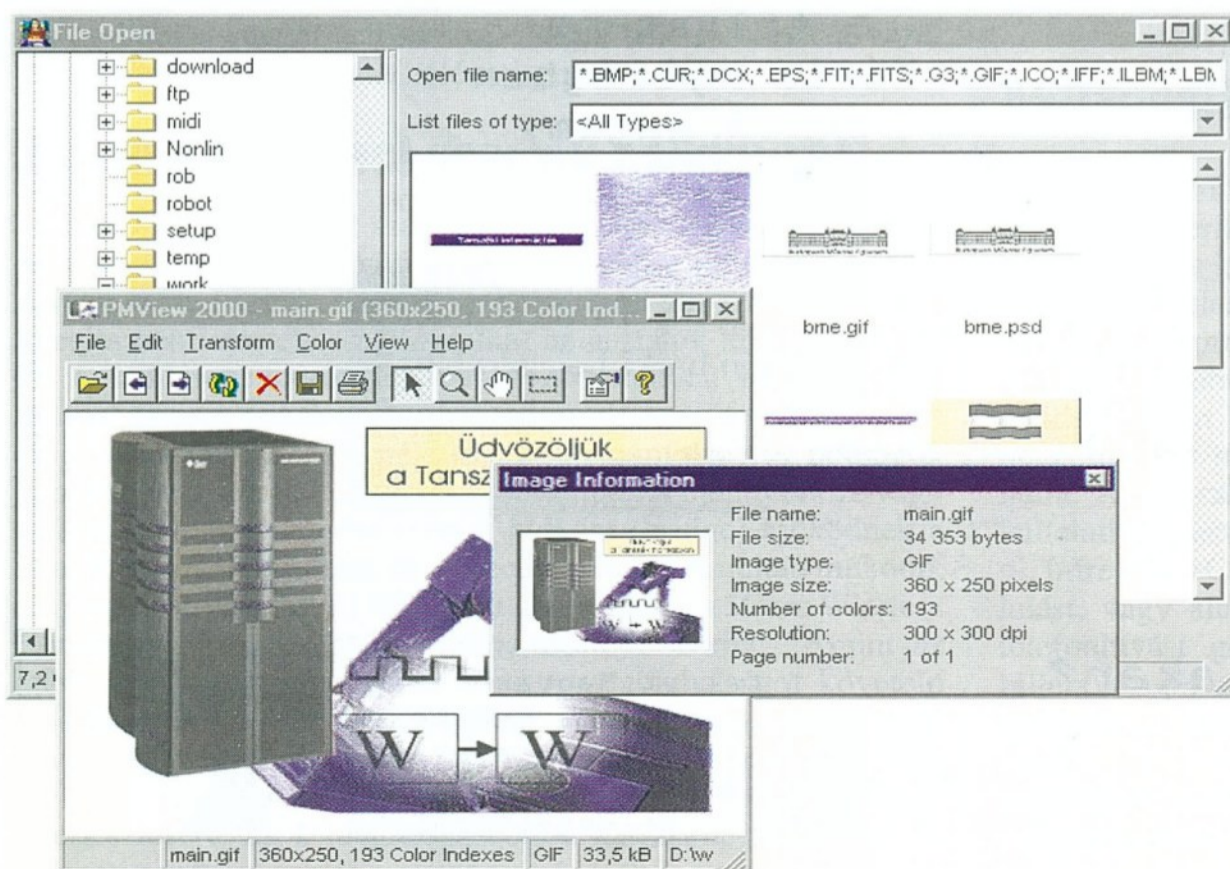 File Open
download
ftp
midi
Nonlin
rob
robot
setup
temp
work
Open file name: *.BMP;*.CUR;*.DCX;*.EPS;*.FIT;*.FITS;*.G3;*.GIF;*.ICO;*.IFF;*.ILBM;*.LBM
List files of type: <All Types>
bme.gif
bme.psd
7,2
PMView 2000 - main.gif (360x250, 193 Color Ind...
File Edit Transform Color View Help
Üdvözöljük
a Tansz
W W
main.gif 360x250, 193 Color Indexes GIF 33,5 kB D:\w
Image Information
File name: main.gif
File size: 34 353 bytes
Image type: GIF
Image size: 360 x 250 pixels
Number of colors: 193
Resolution: 300 x 300 dpi
Page number: 1 of 1
W W